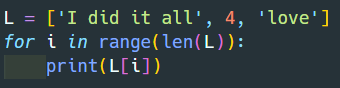 L = ['I did it all', 4, 'love']
for i in range(len(L)):
    print(L[i])